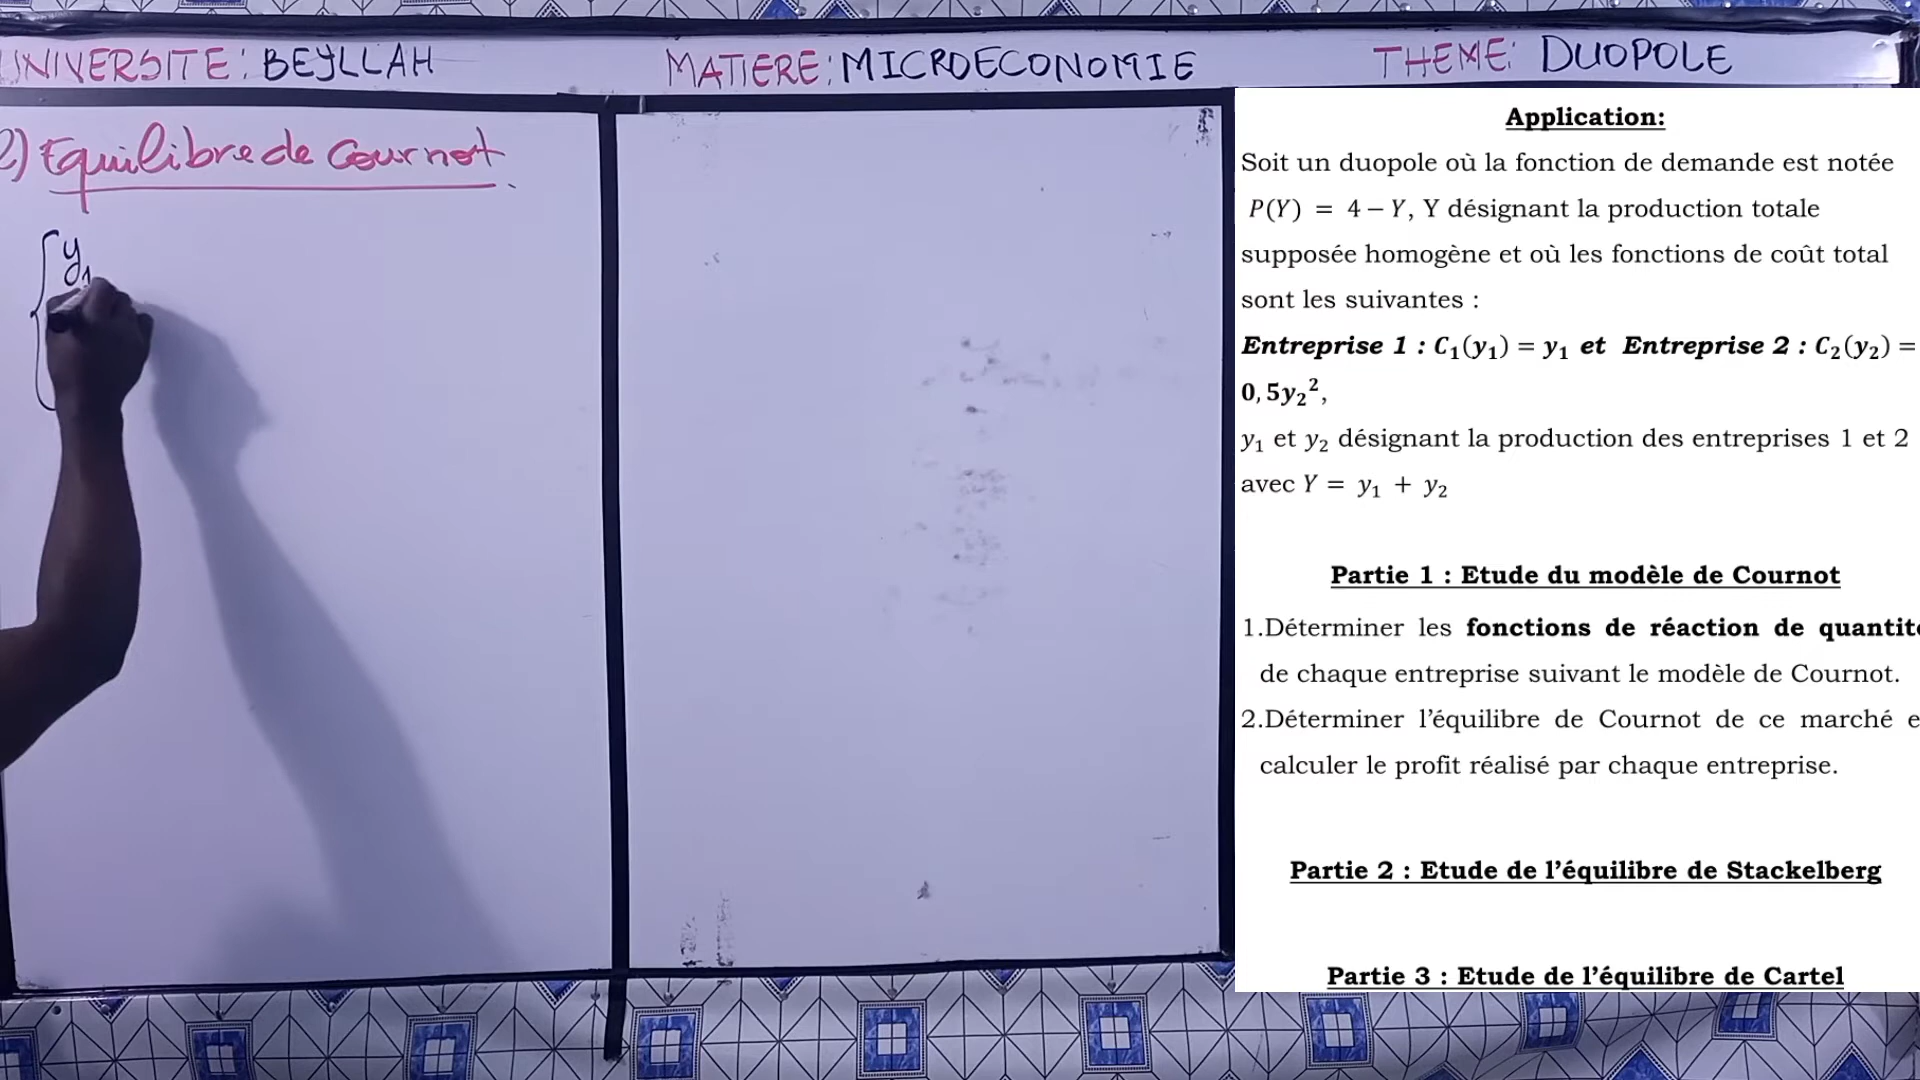 UNIVERSITE: BEYLLAH
MATIERE: MICROECONOMIE
THEME: DUOPOLE
2) Equilibre de Cournot
y₁
Application:
Soit un duopole où la fonction de demande est notée
P(Y) = 4 – Y, Y désignant la production totale
supposée homogène et où les fonctions de coût total
sont les suivantes :
Entreprise 1 : C₁(y₁) = y₁ et Entreprise 2 : C₂(y₂) =
0,5y₂²,
y₁ et y₂ désignant la production des entreprises 1 et 2
avec Y = y₁ + y₂
Partie 1 : Etude du modèle de Cournot
1.Déterminer les fonctions de réaction de quantité
de chaque entreprise suivant le modèle de Cournot.
2.Déterminer l’équilibre de Cournot de ce marché e
calculer le profit réalisé par chaque entreprise.
Partie 2 : Etude de l’équilibre de Stackelberg
Partie 3 : Etude de l’équilibre de Cartel